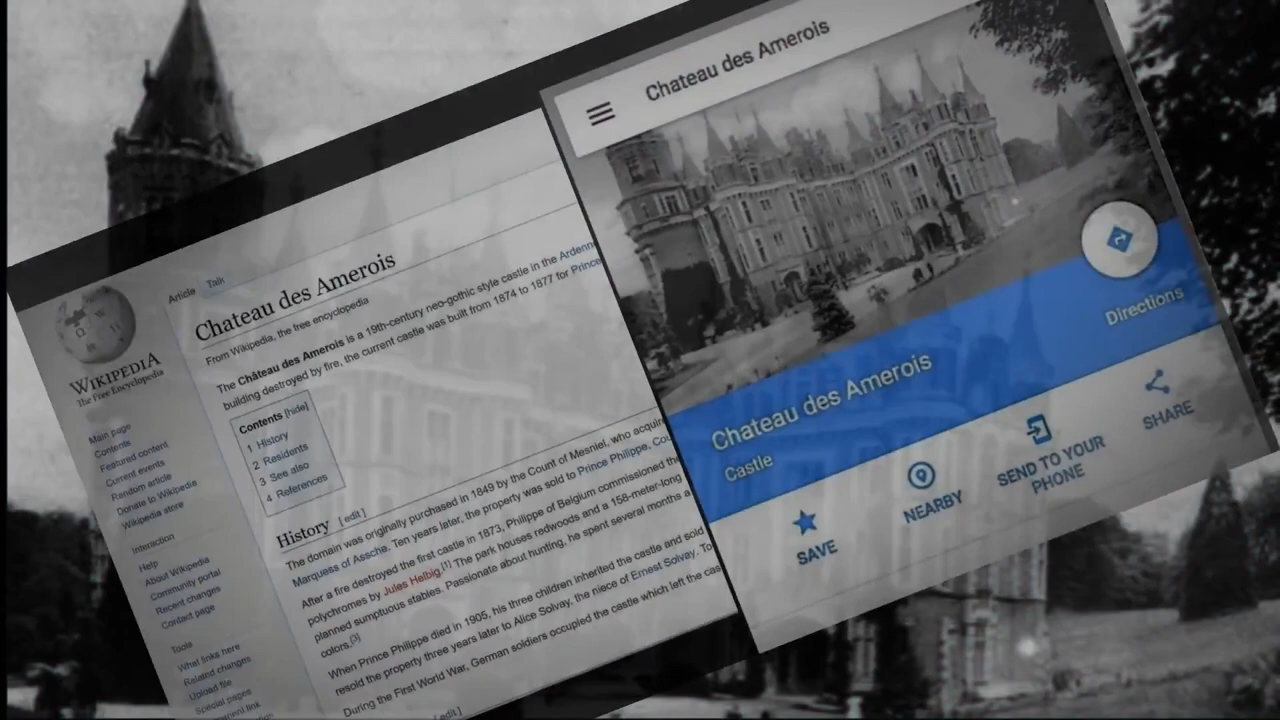 Chateau des Amerois
Article Talk
Chateau des Amerois
From Wikipedia, the free encyclopedia
The Château des Amerois is a 19th-century neo-gothic style castle in the Ardenn
building destroyed by fire, the current castle was built from 1874 to 1877 for Prince
WIKIPEDIA
The Free Encyclopedia
Main page
Contents
Featured content
Current events
Random article
Donate to Wikipedia
Wikipedia store
Interaction
Help
About Wikipedia
Community portal
Recent changes
Contact page
Tools
What links here
Related changes
Upload file
Special pages
link
Contents [hide]
1 History
2 Residents
3 See also
4 References
History [edit]
The domain was originally purchased in 1849 by the Count of Mesniel, who acquire
Marquess of Assche. Ten years later, the property was sold to Prince Philippe, Cou
After a fire destroyed the first castle in 1873, Philippe of Belgium commissioned the
polychromes by Jules Helbig.[1] The park houses redwoods and a 158-meter-long
planned sumptuous stables. Passionate about hunting, he spent several months a
colors.[3]
When Prince Philippe died in 1905, his three children inherited the castle and sold
resold the property three years later to Alice Solvay, the niece of Ernest Solvay. To
During the First World War, German soldiers occupied the castle which left the cas
[edit]
Directions
Chateau des Amerois
Castle
SAVE
NEARBY
SEND TO YOUR
PHONE
SHARE